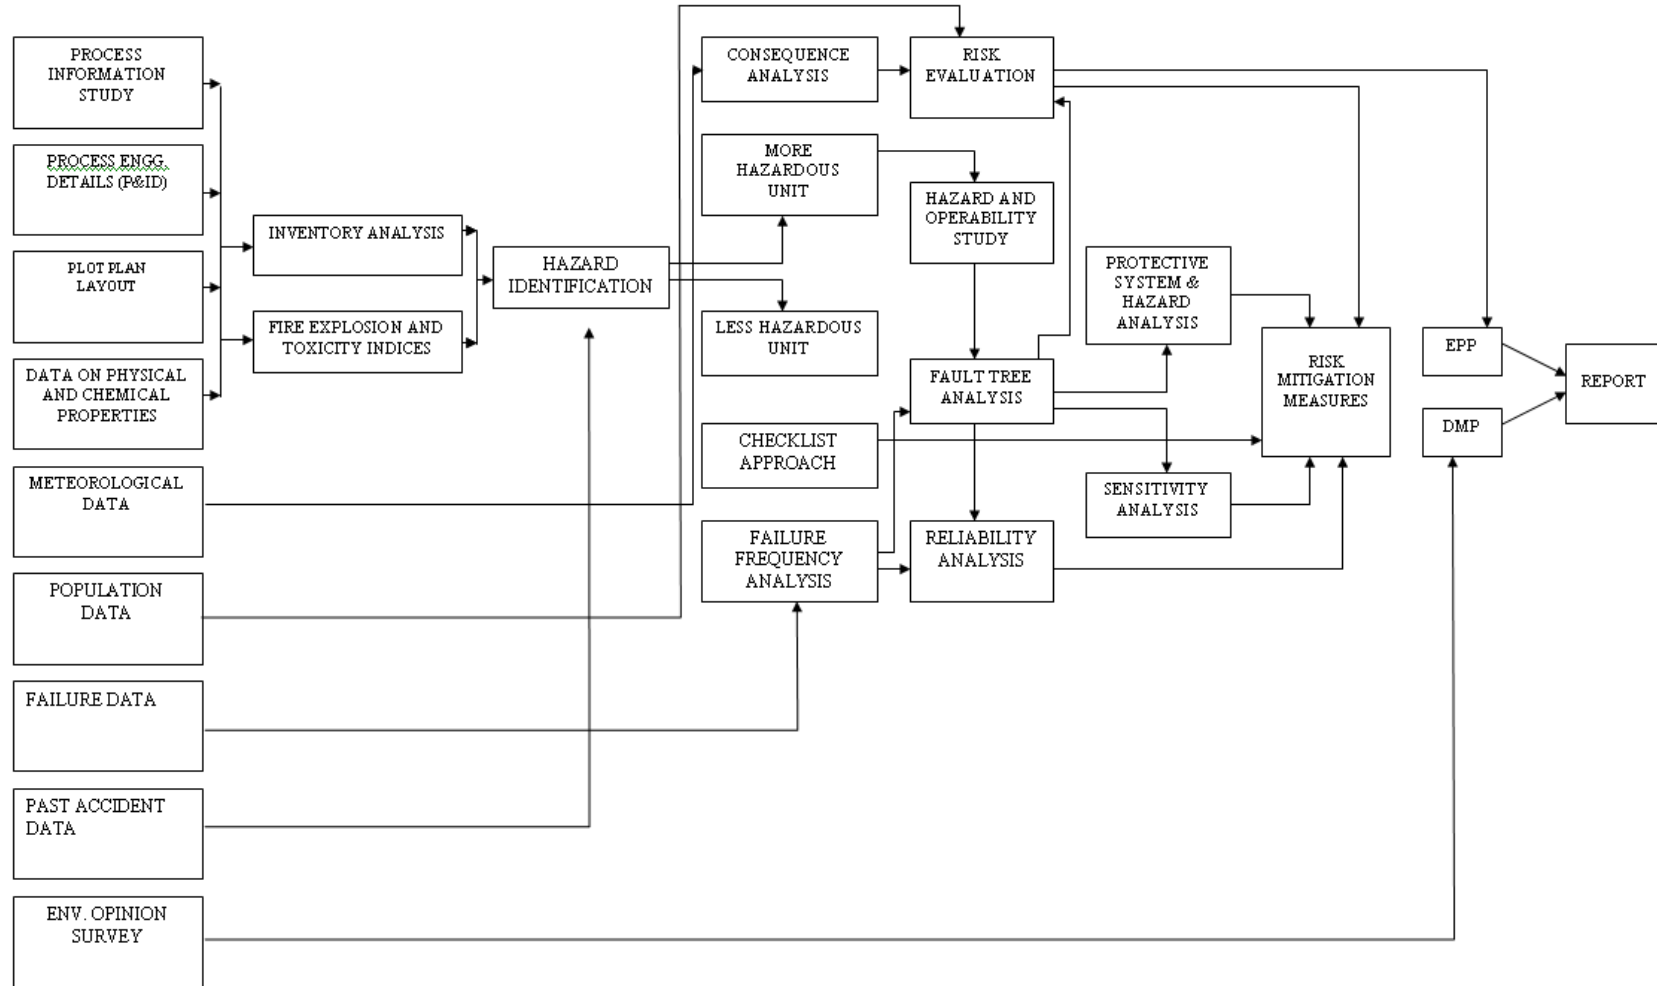 PROCESS
INFORMATION
STUDY
PROCESS ENGG.
DETAILS (P&ID)
PLOT PLAN
LAYOUT
DATA ON PHYSICAL
AND CHEMICAL
PROPERTIES
METEOROLOGICAL
DATA
POPULATION
DATA
FAILURE DATA
PAST ACCIDENT
DATA
ENV. OPINION
SURVEY
INVENTORY ANALYSIS
FIRE EXPLOSION AND
TOXICITY INDICES
HAZARD
IDENTIFICATION
CONSEQUENCE
ANALYSIS
MORE
HAZARDOUS
UNIT
LESS HAZARDOUS
UNIT
CHECKLIST
APPROACH
FAILURE
FREQUENCY
ANALYSIS
RISK
EVALUATION
HAZARD AND
OPERABILITY
STUDY
FAULT TREE
ANALYSIS
RELIABILITY
ANALYSIS
PROTECTIVE
SYSTEM &
HAZARD
ANALYSIS
SENSITIVITY
ANALYSIS
RISK
MITIGATION
MEASURES
EPP
DMP
REPORT